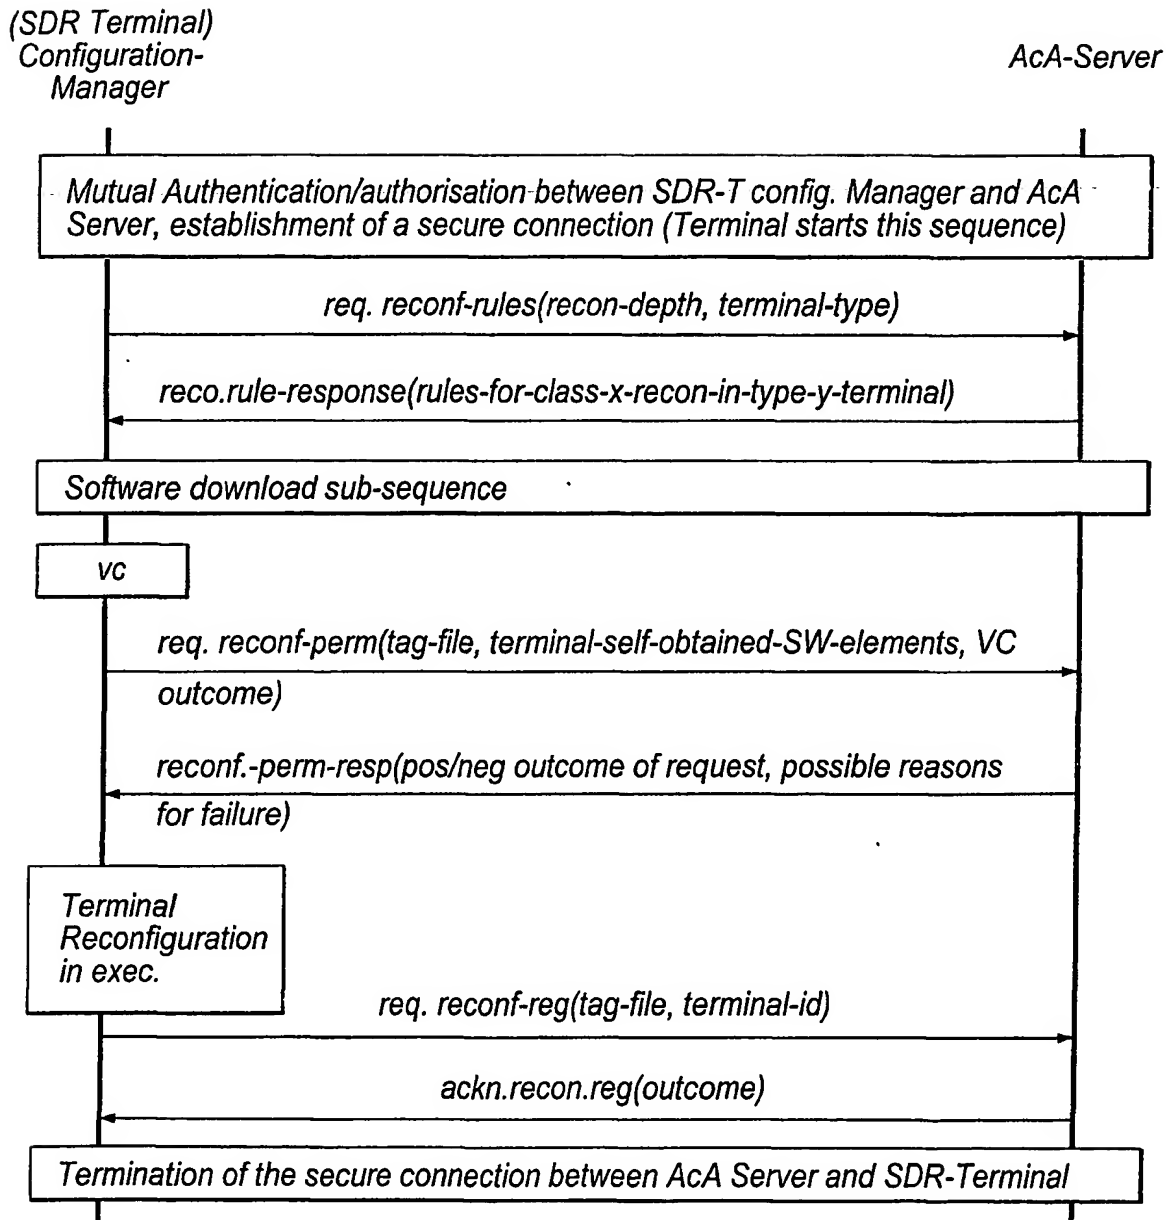 (SDR Terminal)
Configuration-
Manager
AcA-Server
Mutual Authentication/authorisation between SDR-T config. Manager and AcA
Server, establishment of a secure connection (Terminal starts this sequence)
req. reconf-rules(recon-depth, terminal-type)
reco.rule-response(rules-for-class-x-recon-in-type-y-terminal)
Software download sub-sequence
vc
req. reconf-perm(tag-file, terminal-self-obtained-SW-elements, VC
outcome)
reconf.-perm-resp(pos/neg outcome of request, possible reasons
for failure)
Terminal
Reconfiguration
in exec.
req. reconf-reg(tag-file, terminal-id)
ackn.recon.reg(outcome)
Termination of the secure connection between AcA Server and SDR-Terminal